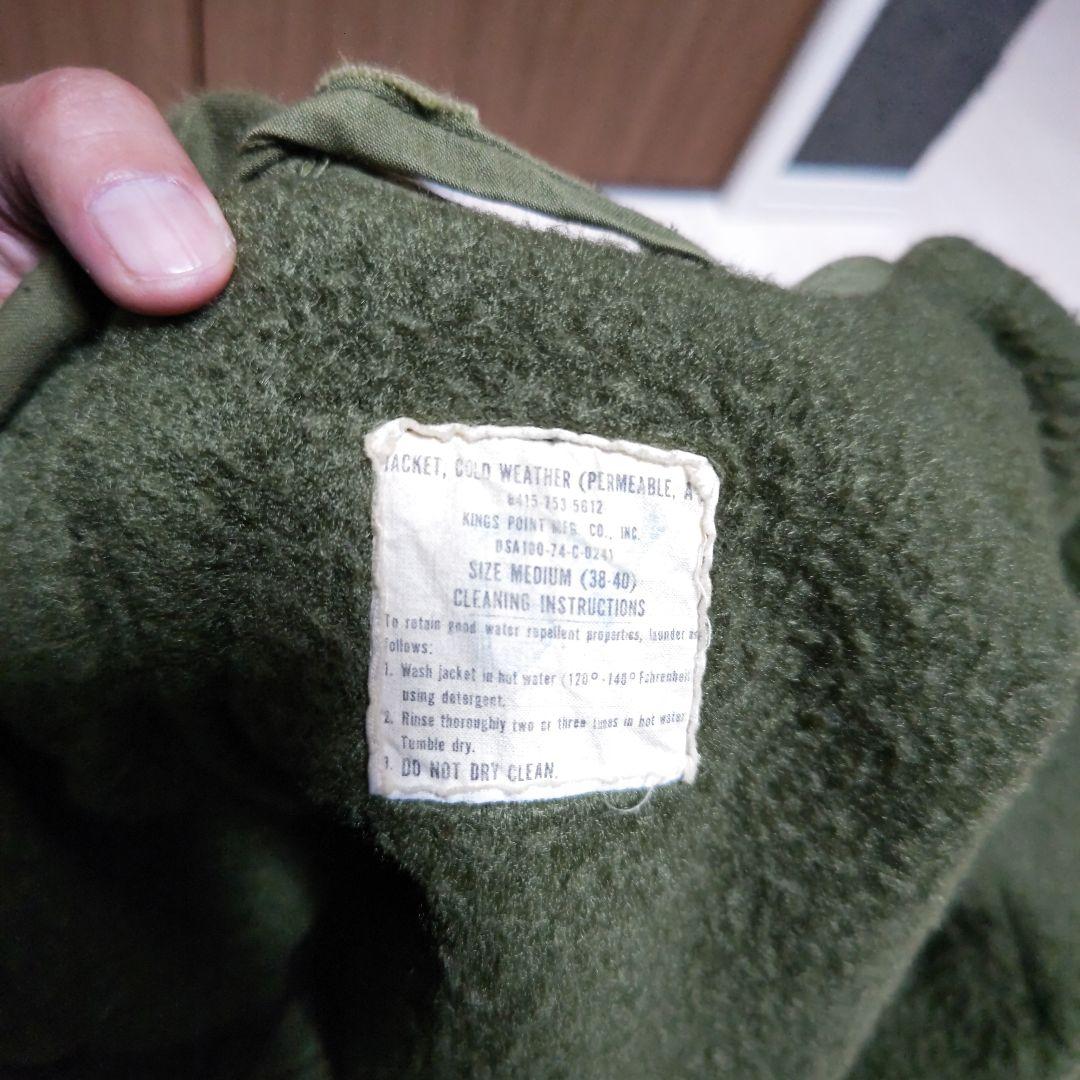 JACKET, COLD WEATHER (PERMEABLE, A
8415-753-5612
KINGS POINT MFG. CO., INC.
DSA100-74-C-0241
SIZE MEDIUM (38-40)
CLEANING INSTRUCTIONS
To retain good water repellent properties, launder as
follows:
1. Wash jacket in hot water (120°-140° Fahrenheit
using detergent.
2. Rinse thoroughly two or three times in hot water
Tumble dry.
3. DO NOT DRY CLEAN.